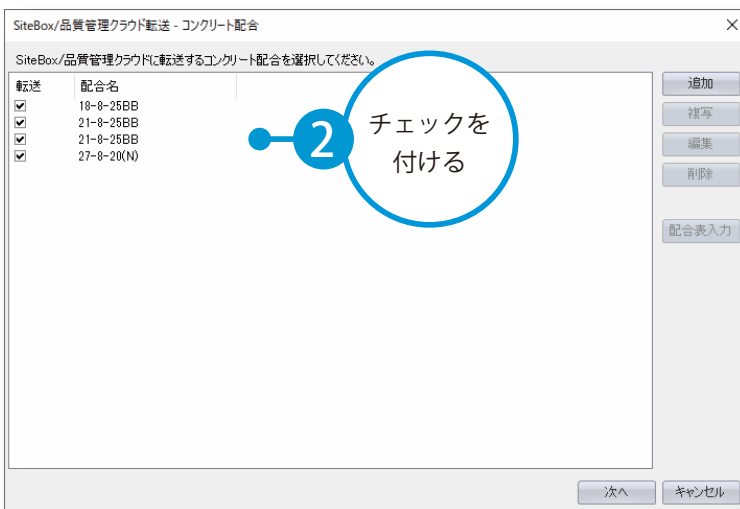 SiteBox/品質管理クラウド転送 - コンクリート配合
SiteBox/品質管理クラウドに転送するコンクリート配合を選択してください。
転送 配合名
18-8-25BB
21-8-25BB
21-8-25BB
27-8-20(N)
2
チェックを
付ける
追加
複写
編集
削除
配合表入力
次へ
キャンセル